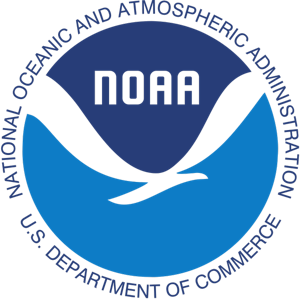 NATIONAL OCEANIC AND ATMOSPHERIC ADMINISTRATION
NOAA
U.S. DEPARTMENT OF COMMERCE